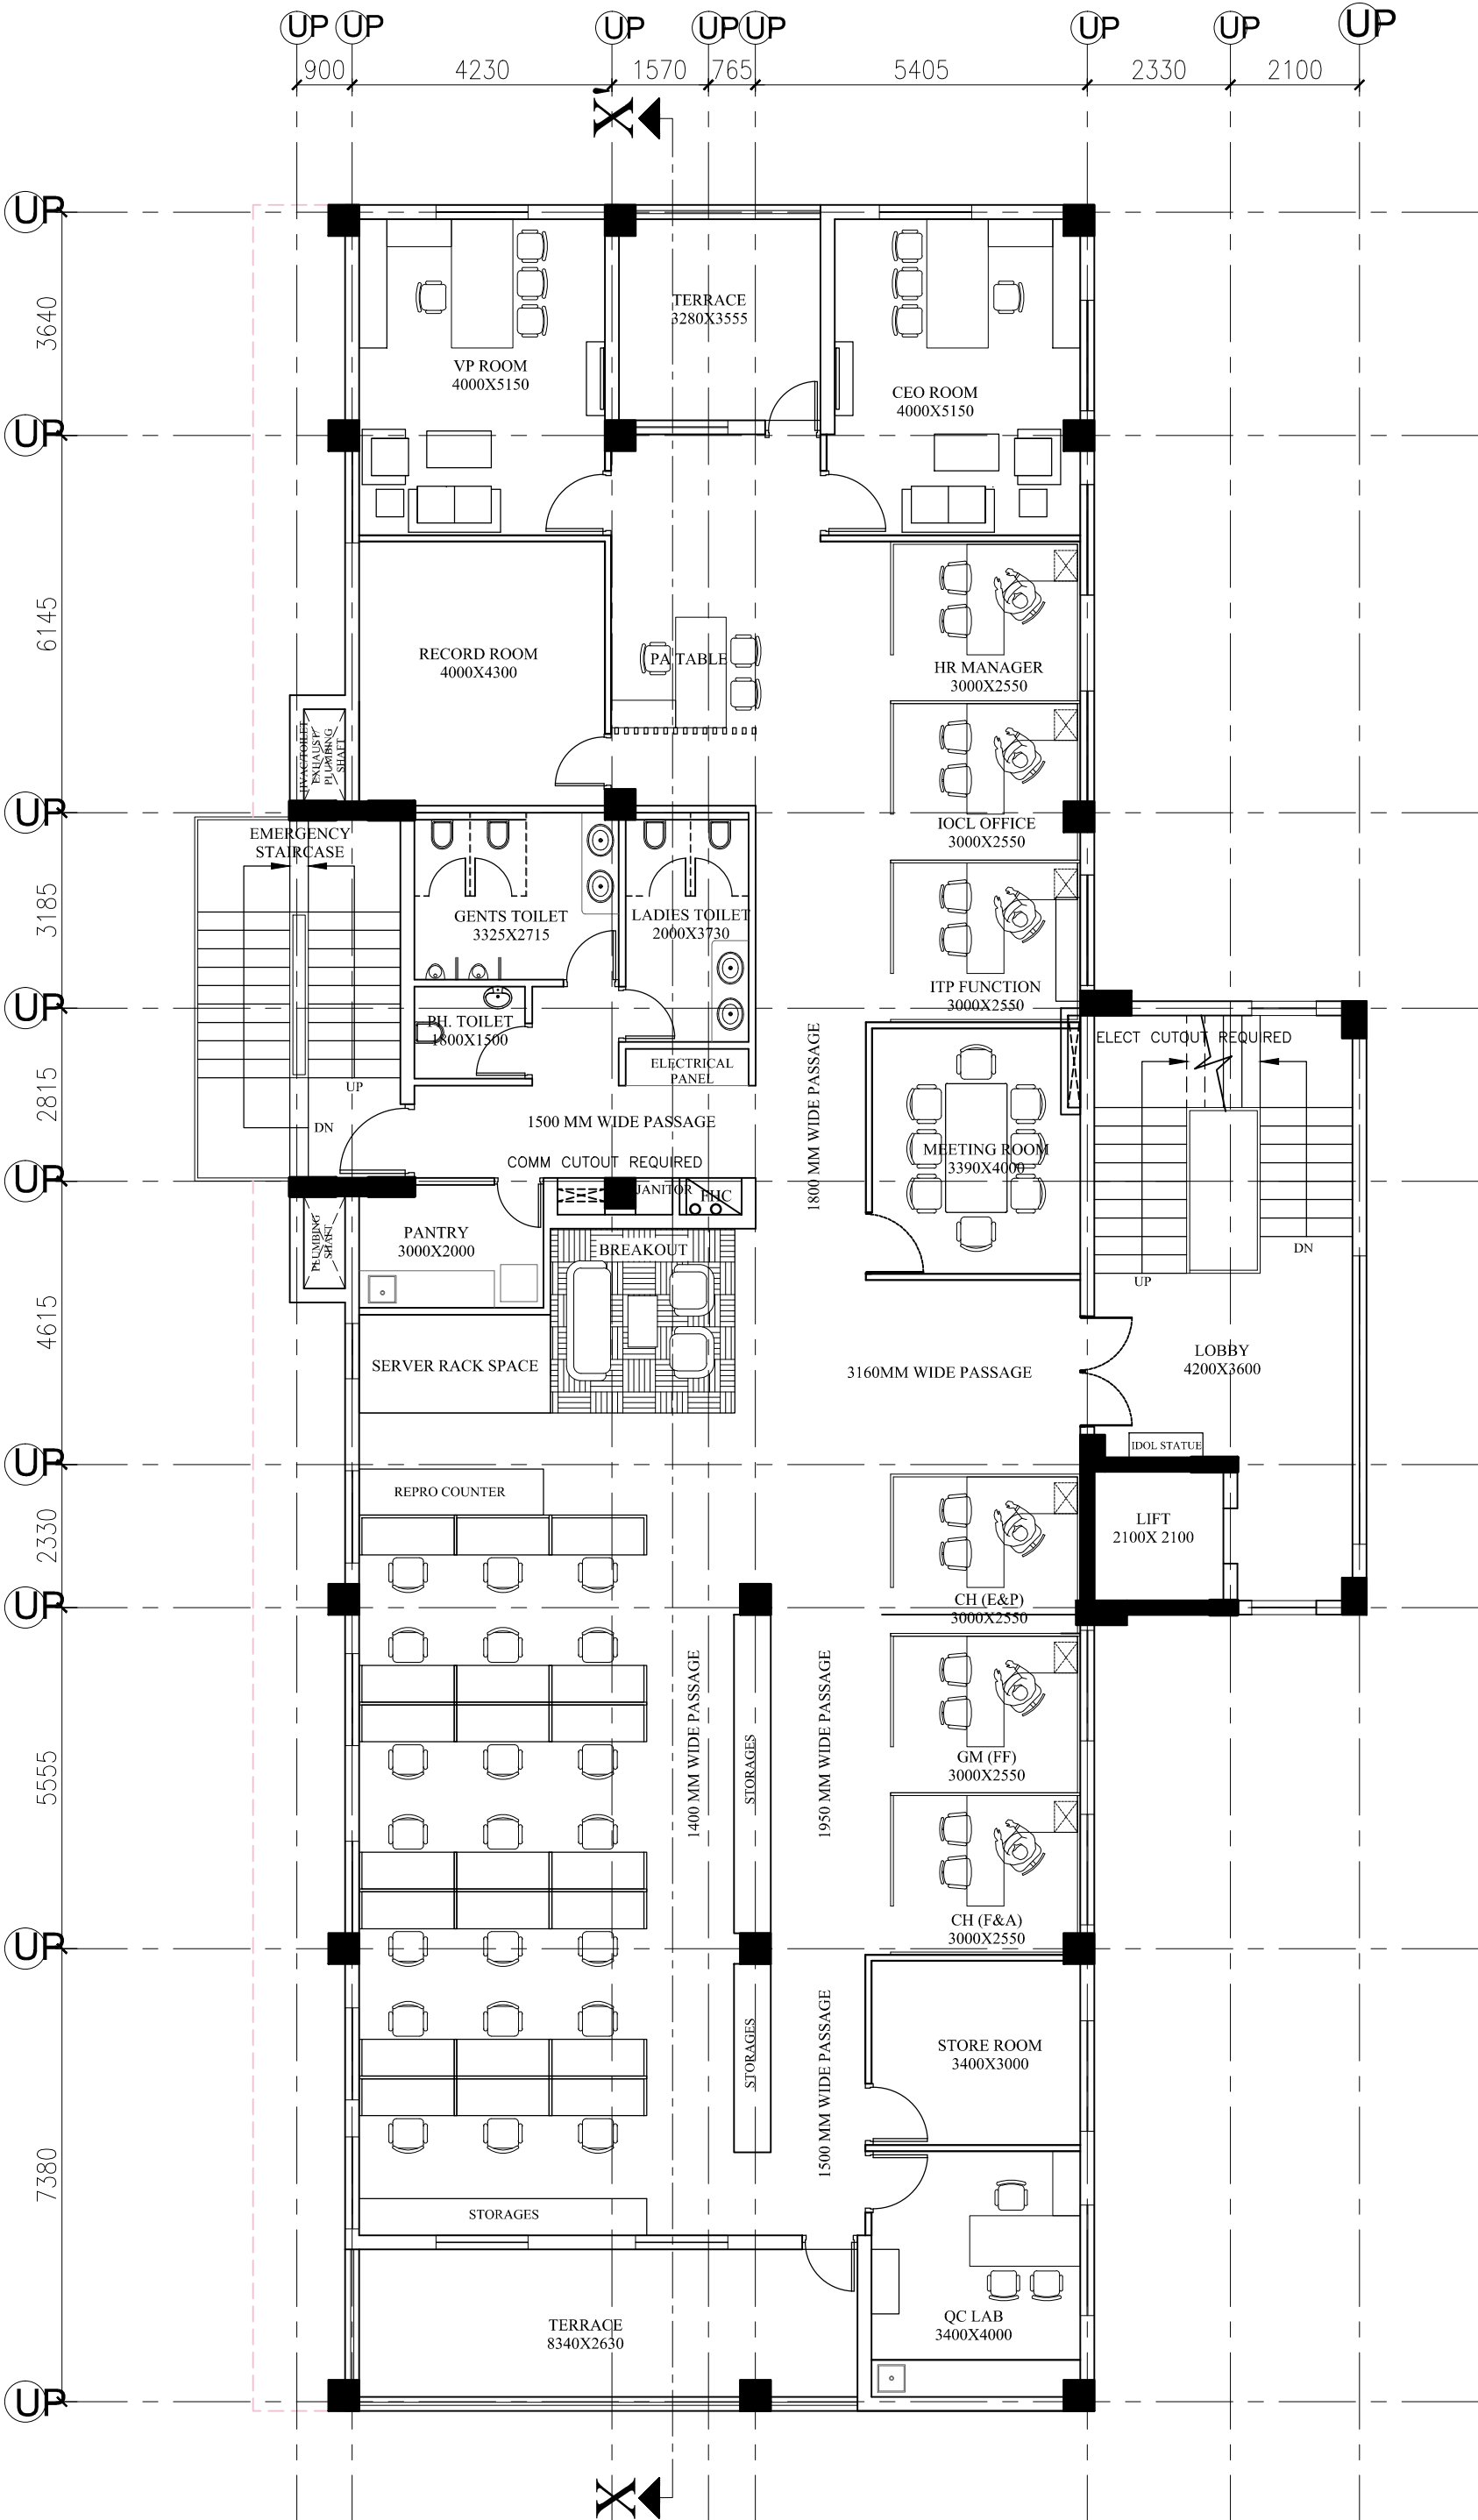 UP UP UP UP UP UP UP UP
900 4230 1570 765 5405 2330 2100
X'
UP
3640
TERRACE
3280X3555
VP ROOM
4000X5150
CEO ROOM
4000X5150
UP
6145
RECORD ROOM
4000X4300
PA TABLE
HR MANAGER
3000X2550
HVAC/TOILET
EXHAUST/
PLUMBING
SHAFT
UP
IOCL OFFICE
3000X2550
EMERGENCY
STAIRCASE
3185
GENTS TOILET
3325X2715
LADIES TOILET
2000X3730
ITP FUNCTION
3000X2550
UP
PH. TOILET
1800X1500
ELECT CUTOUT REQUIRED
2815
ELECTRICAL
PANEL
UP
DN
1500 MM WIDE PASSAGE
1800 MM WIDE PASSAGE
MEETING ROOM
3390X4000
COMM CUTOUT REQUIRED
UP
JANITOR
FHC
PLUMBING
SHAFT
PANTRY
3000X2000
BREAKOUT
DN
UP
4615
SERVER RACK SPACE
3160MM WIDE PASSAGE
LOBBY
4200X3600
IDOL STATUE
UP
REPRO COUNTER
2330
LIFT
2100X 2100
CH (E&P)
3000X2550
UP
5555
1400 MM WIDE PASSAGE
STORAGES
1950 MM WIDE PASSAGE
GM (FF)
3000X2550
CH (F&A)
3000X2550
UP
7380
STORAGES
1500 MM WIDE PASSAGE
STORE ROOM
3400X3000
STORAGES
TERRACE
8340X2630
QC LAB
3400X4000
UP
X